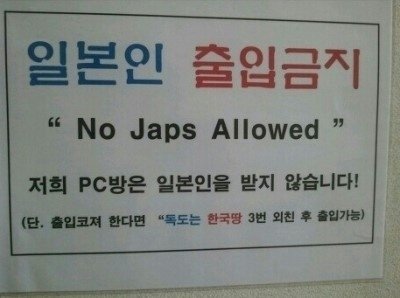 일본인 출입금지
“ No Japs Allowed ”
저희 PC방은 일본인을 받지 않습니다!
(단. 출입코져 한다면 “독도는 한국땅 3번 외친 후 출입가능)